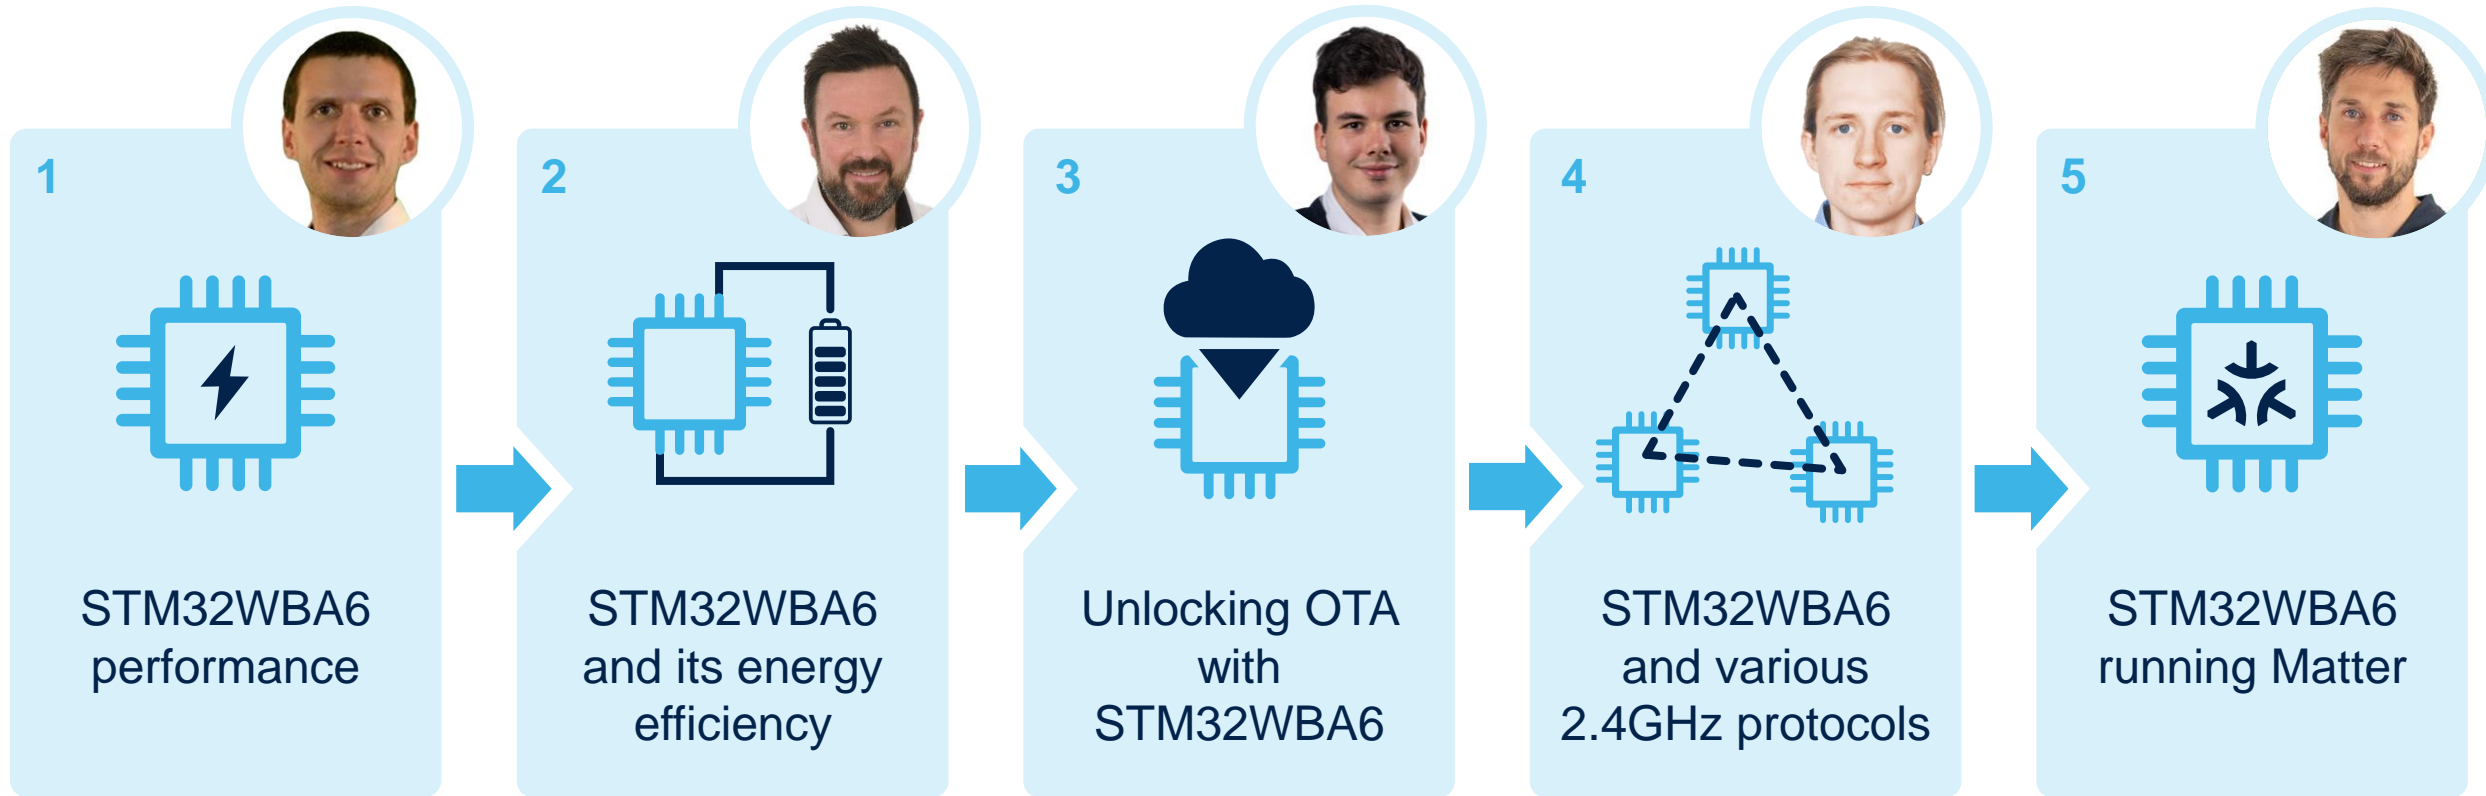 1
STM32WBA6
performance
2
STM32WBA6
and its energy
efficiency
3
Unlocking OTA
with
STM32WBA6
4
STM32WBA6
and various
2.4GHz protocols
5
STM32WBA6
running Matter